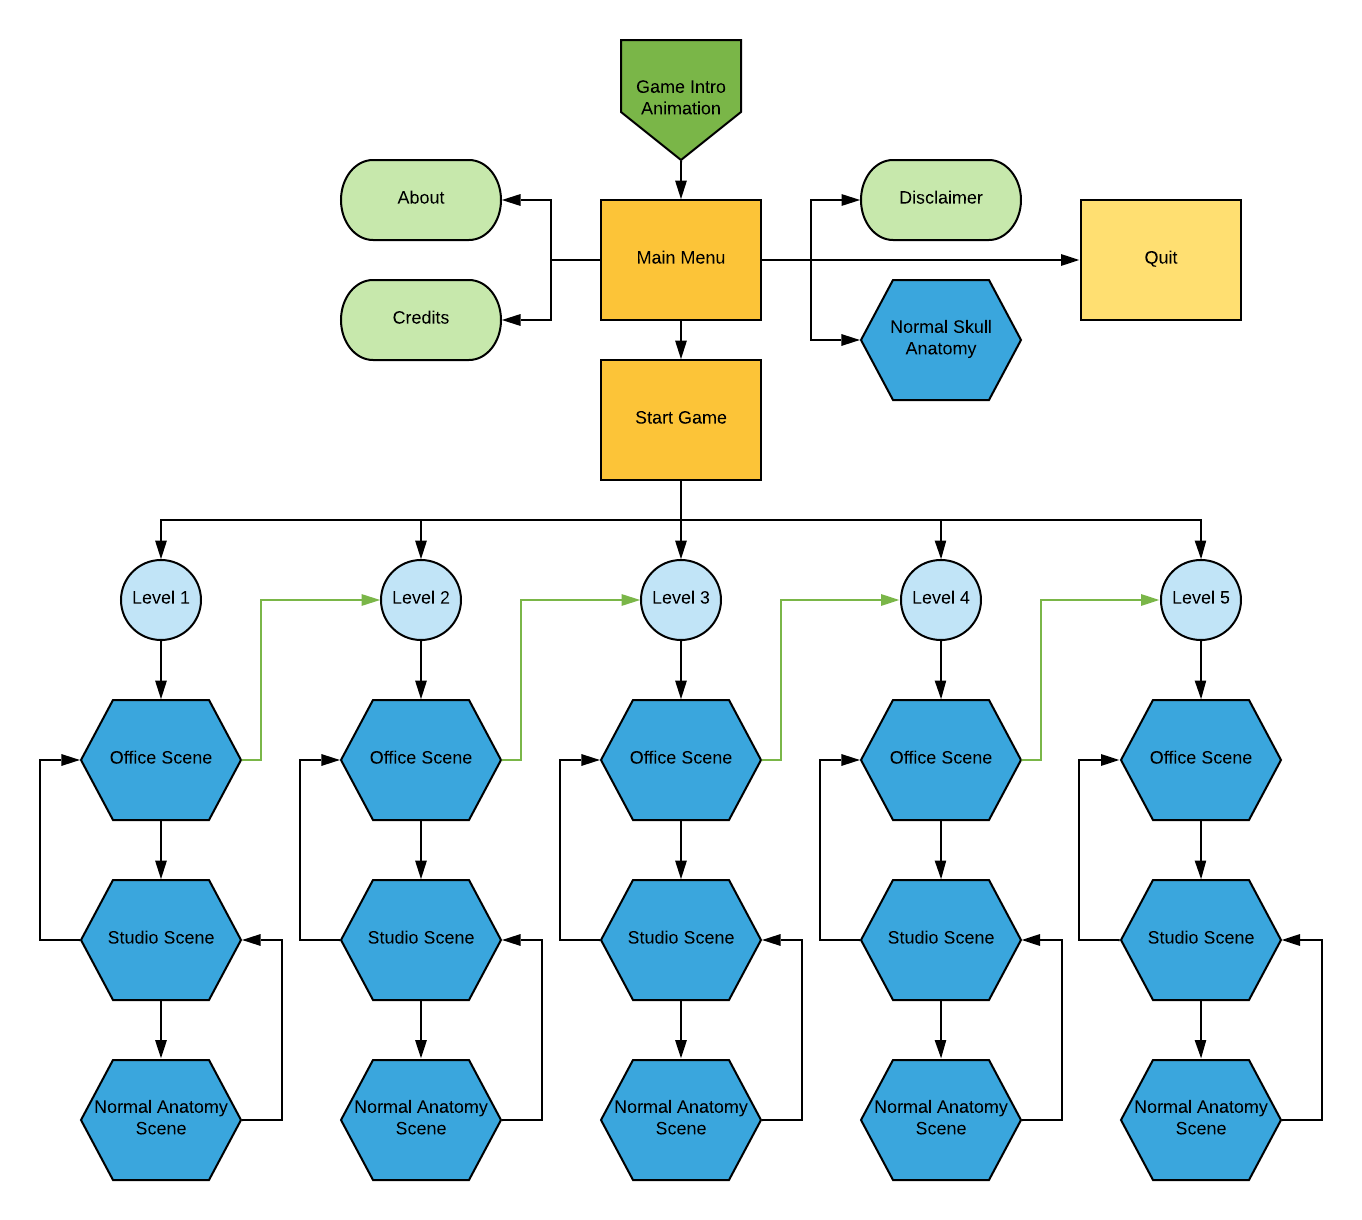 Game Intro
Animation
About
Disclaimer
Main Menu
Quit
Credits
Normal Skull
Anatomy
Start Game
Level 1
Level 2
Level 3
Level 4
Level 5
Office Scene
Office Scene
Office Scene
Office Scene
Office Scene
Studio Scene
Studio Scene
Studio Scene
Studio Scene
Studio Scene
Normal Anatomy
Scene
Normal Anatomy
Scene
Normal Anatomy
Scene
Normal Anatomy
Scene
Normal Anatomy
Scene